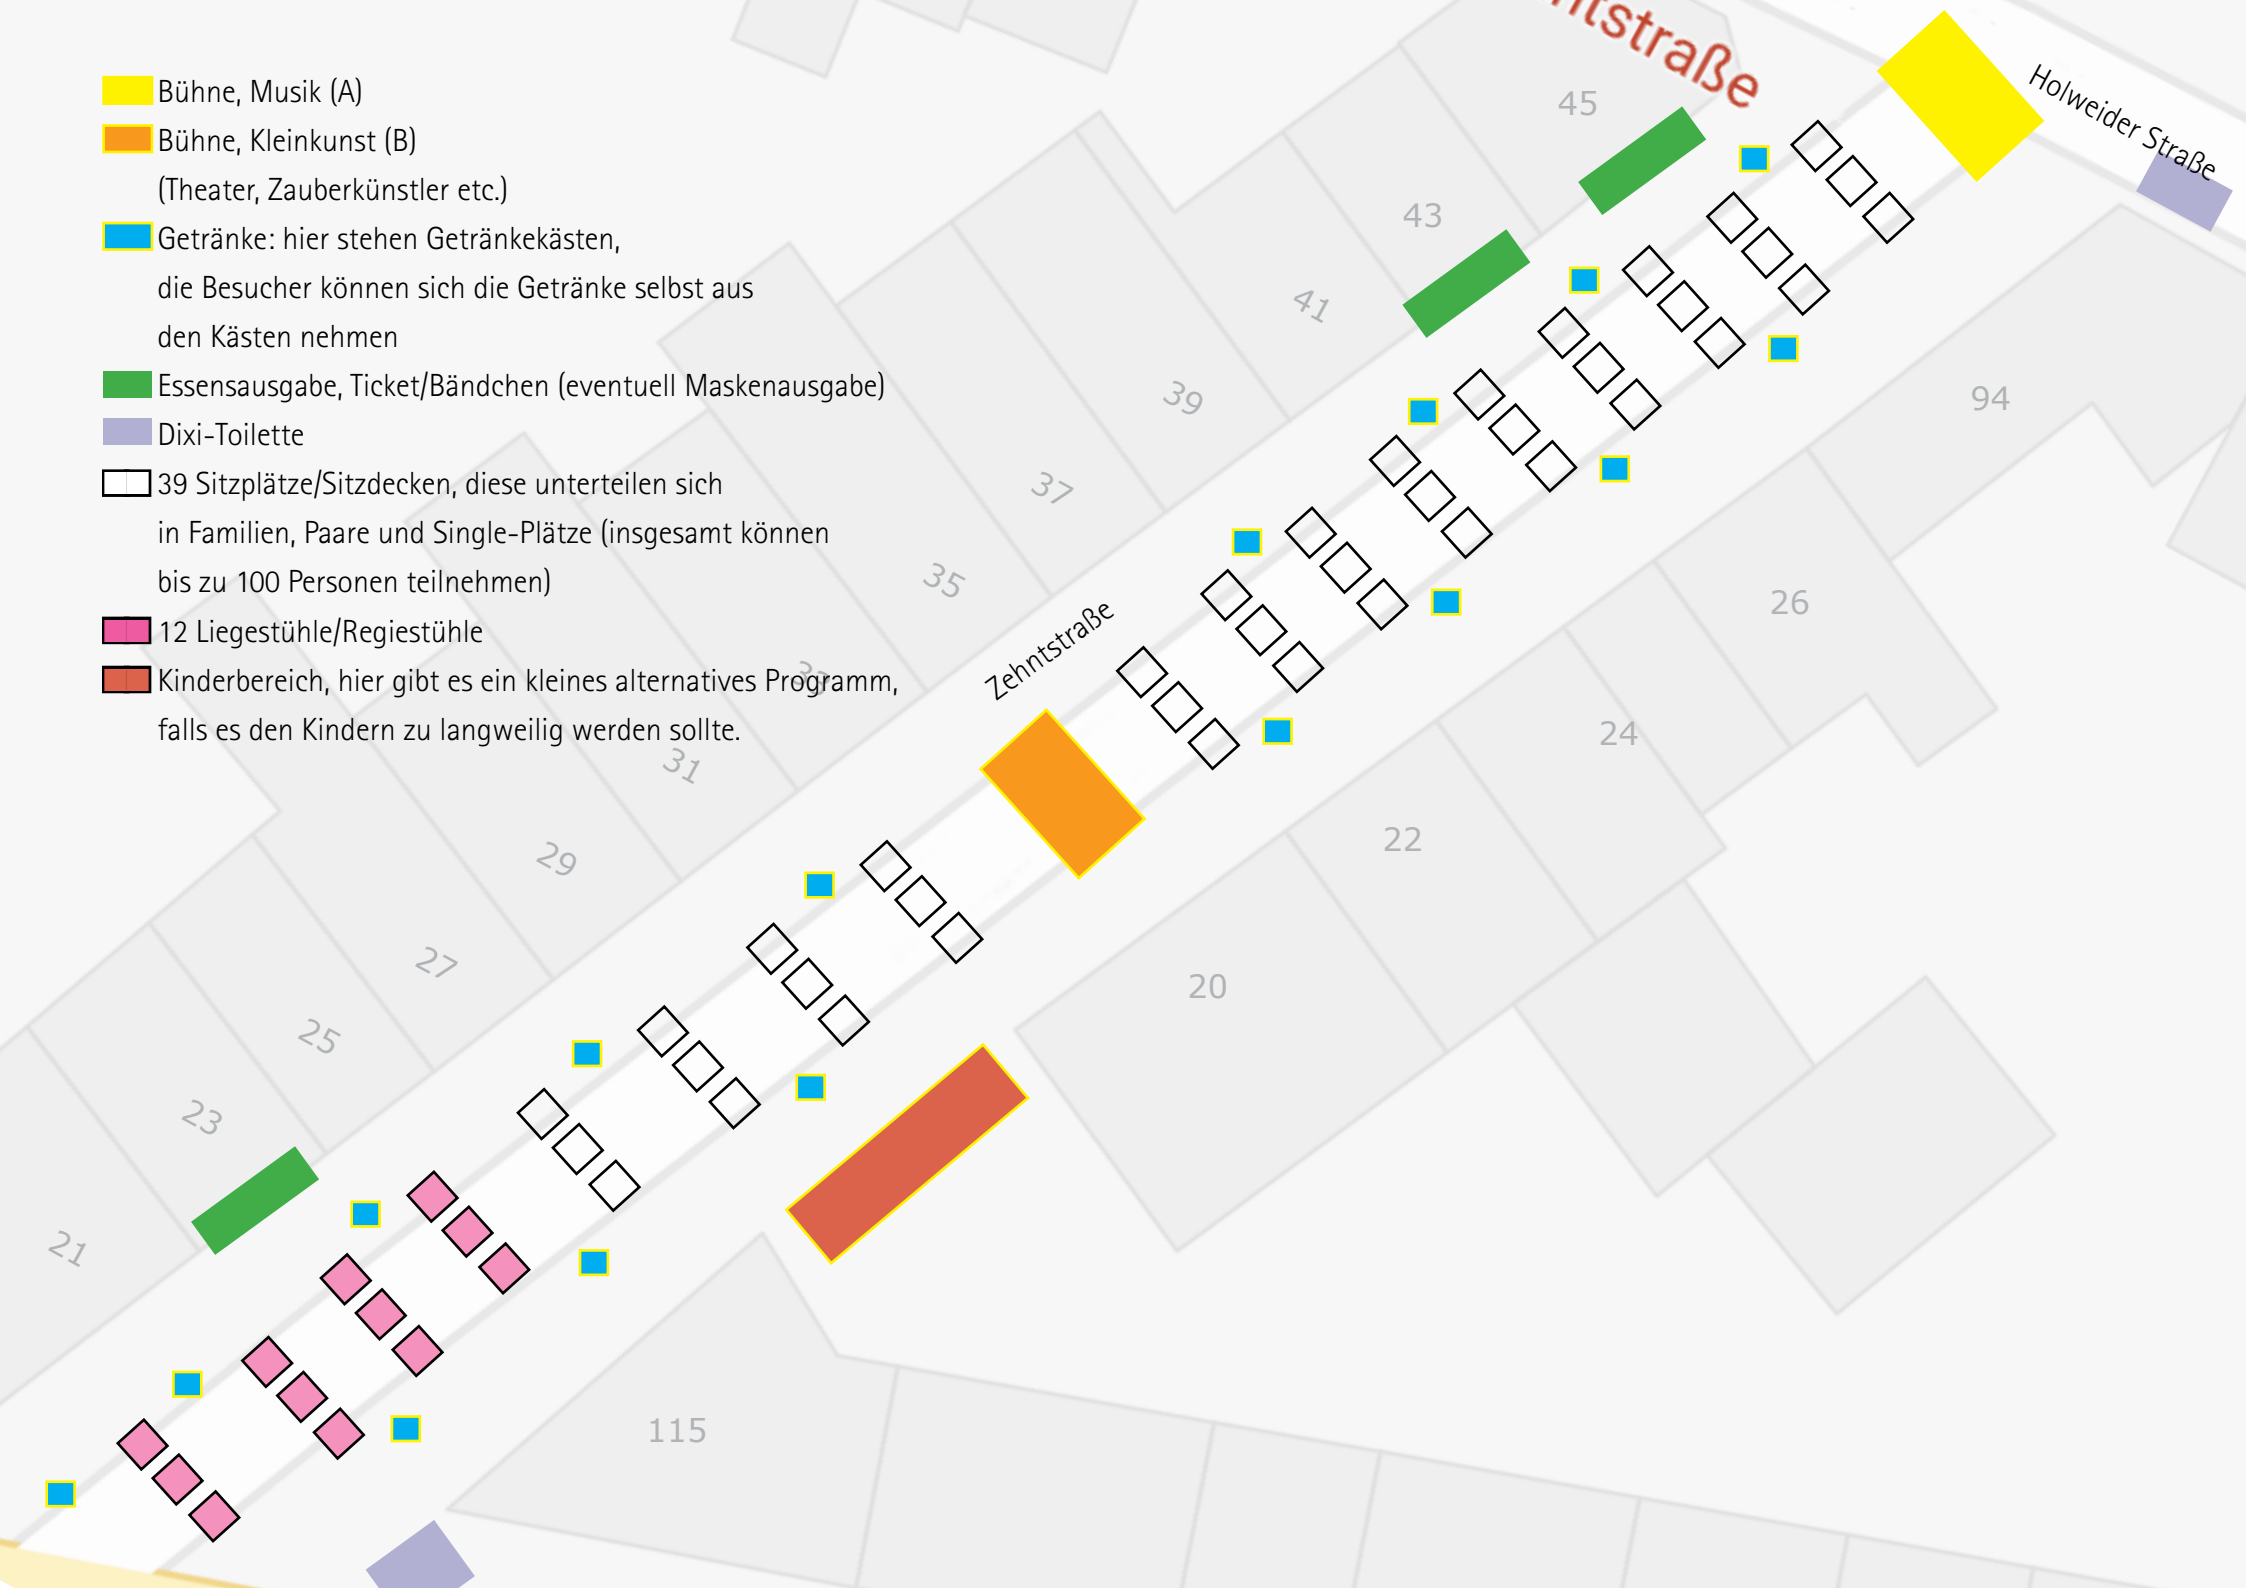 Bühne, Musik (A)
Bühne, Kleinkunst (B)
(Theater, Zauberkünstler etc.)
Getränke: hier stehen Getränkekästen,
die Besucher können sich die Getränke selbst aus
den Kästen nehmen
Essensausgabe, Ticket/Bändchen (eventuell Maskenausgabe)
Dixi-Toilette
39 Sitzplätze/Sitzdecken, diese unterteilen sich
in Familien, Paare und Single-Plätze (insgesamt können
bis zu 100 Personen teilnehmen)
12 Liegestühle/Regiestühle
Kinderbereich, hier gibt es ein kleines alternatives Programm,
falls es den Kindern zu langweilig werden sollte.
ntstraße
Holweider Straße
Zehntstraße
45
43
41
39
37
35
33
31
29
27
25
23
21
94
26
24
22
20
115